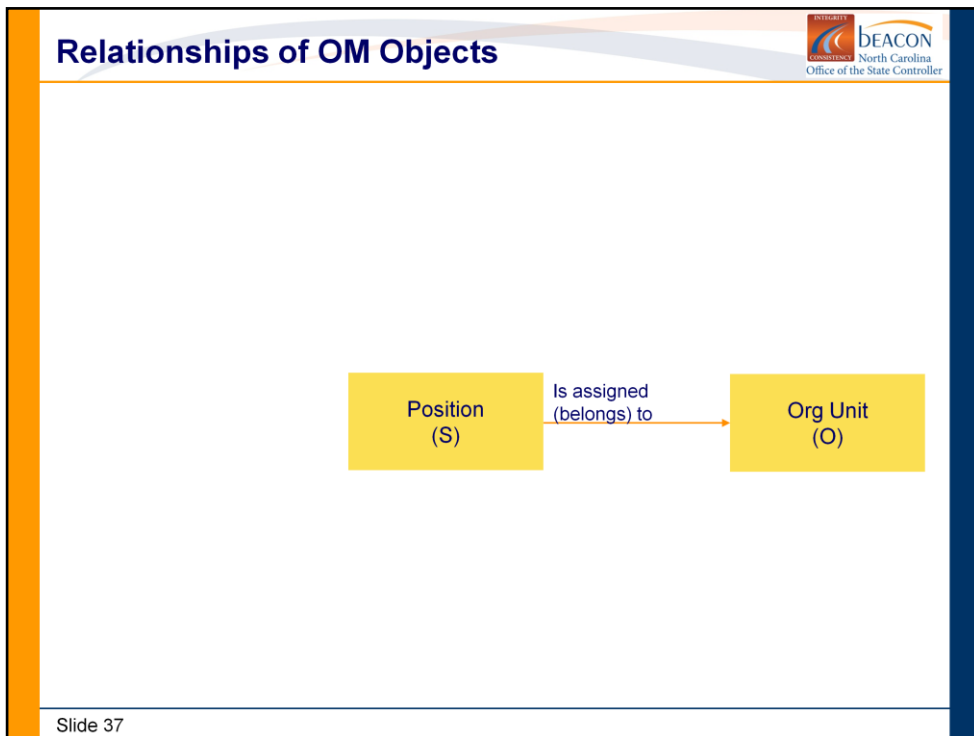 Relationships of OM Objects
INTEGRITY
CONSISTENCY
bEACON
North Carolina
Office of the State Controller
Position
(S)
Is assigned
(belongs) to
Org Unit
(O)
Slide 37